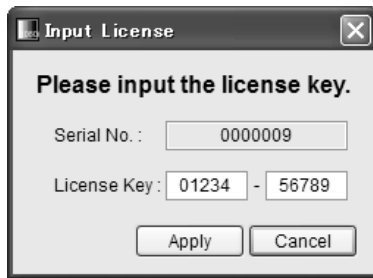 Input License
Please input the license key.
Serial No. : 0000009
License Key : 01234 - 56789
Apply Cancel